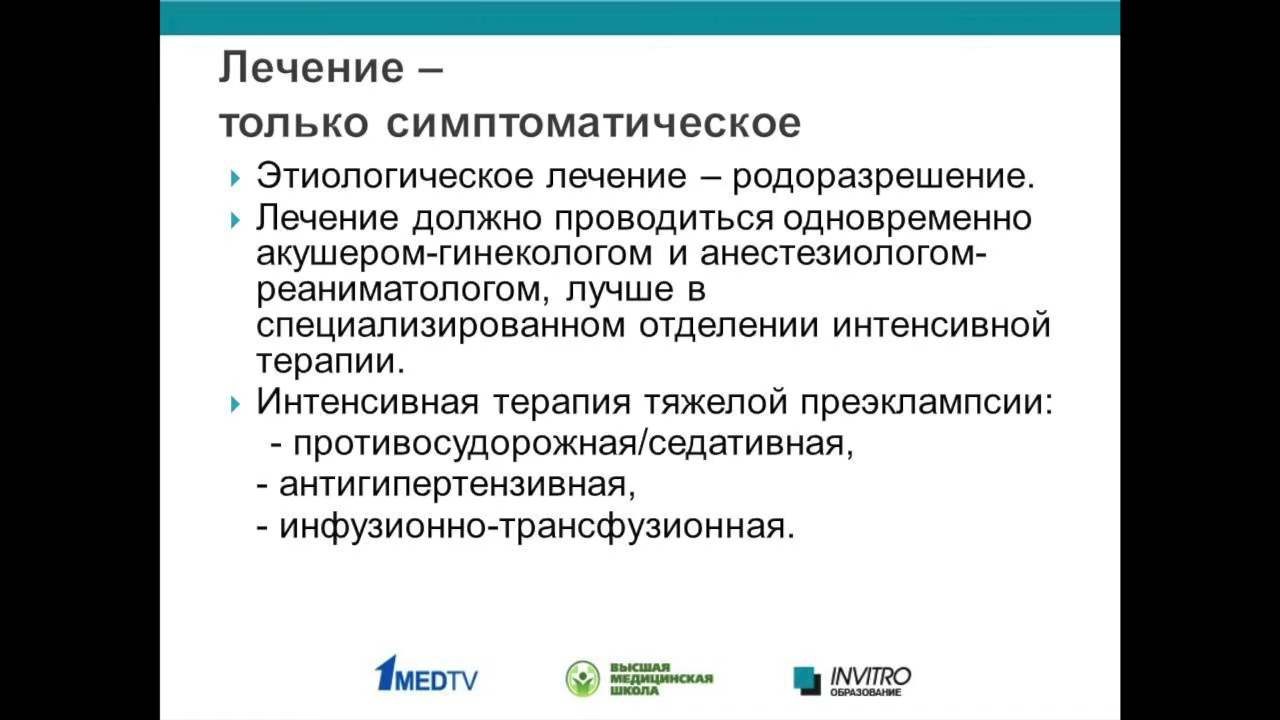 Лечение –
только симптоматическое
Этиологическое лечение – родоразрешение.
Лечение должно проводиться одновременно
акушером-гинекологом и анестезиологом-
реаниматологом, лучше в
специализированном отделении интенсивной
терапии.
Интенсивная терапия тяжелой преэклампсии:
- противосудорожная/седативная,
- антигипертензивная,
- инфузионно-трансфузионная.
1MEDTV
ВЫСШАЯ
МЕДИЦИНСКАЯ
ШКОЛА
INVITRO
ОБРАЗОВАНИЕ